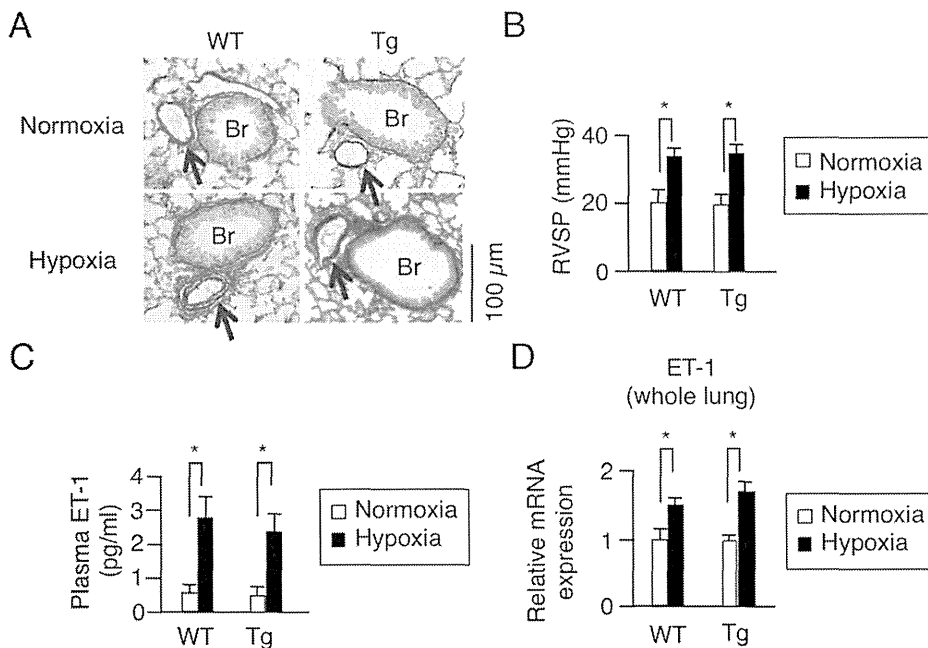 A
WT
Tg
Normoxia
Br
Br
Hypoxia
Br
Br
100 µm
B
RVSP (mmHg)
40
20
0
*
*
WT
Tg
Normoxia
Hypoxia
C
Plasma ET-1
(pg/ml)
4
3
2
1
0
*
*
WT
Tg
Normoxia
Hypoxia
D
ET-1
(whole lung)
Relative mRNA
expression
2
1
0
*
*
WT
Tg
Normoxia
Hypoxia